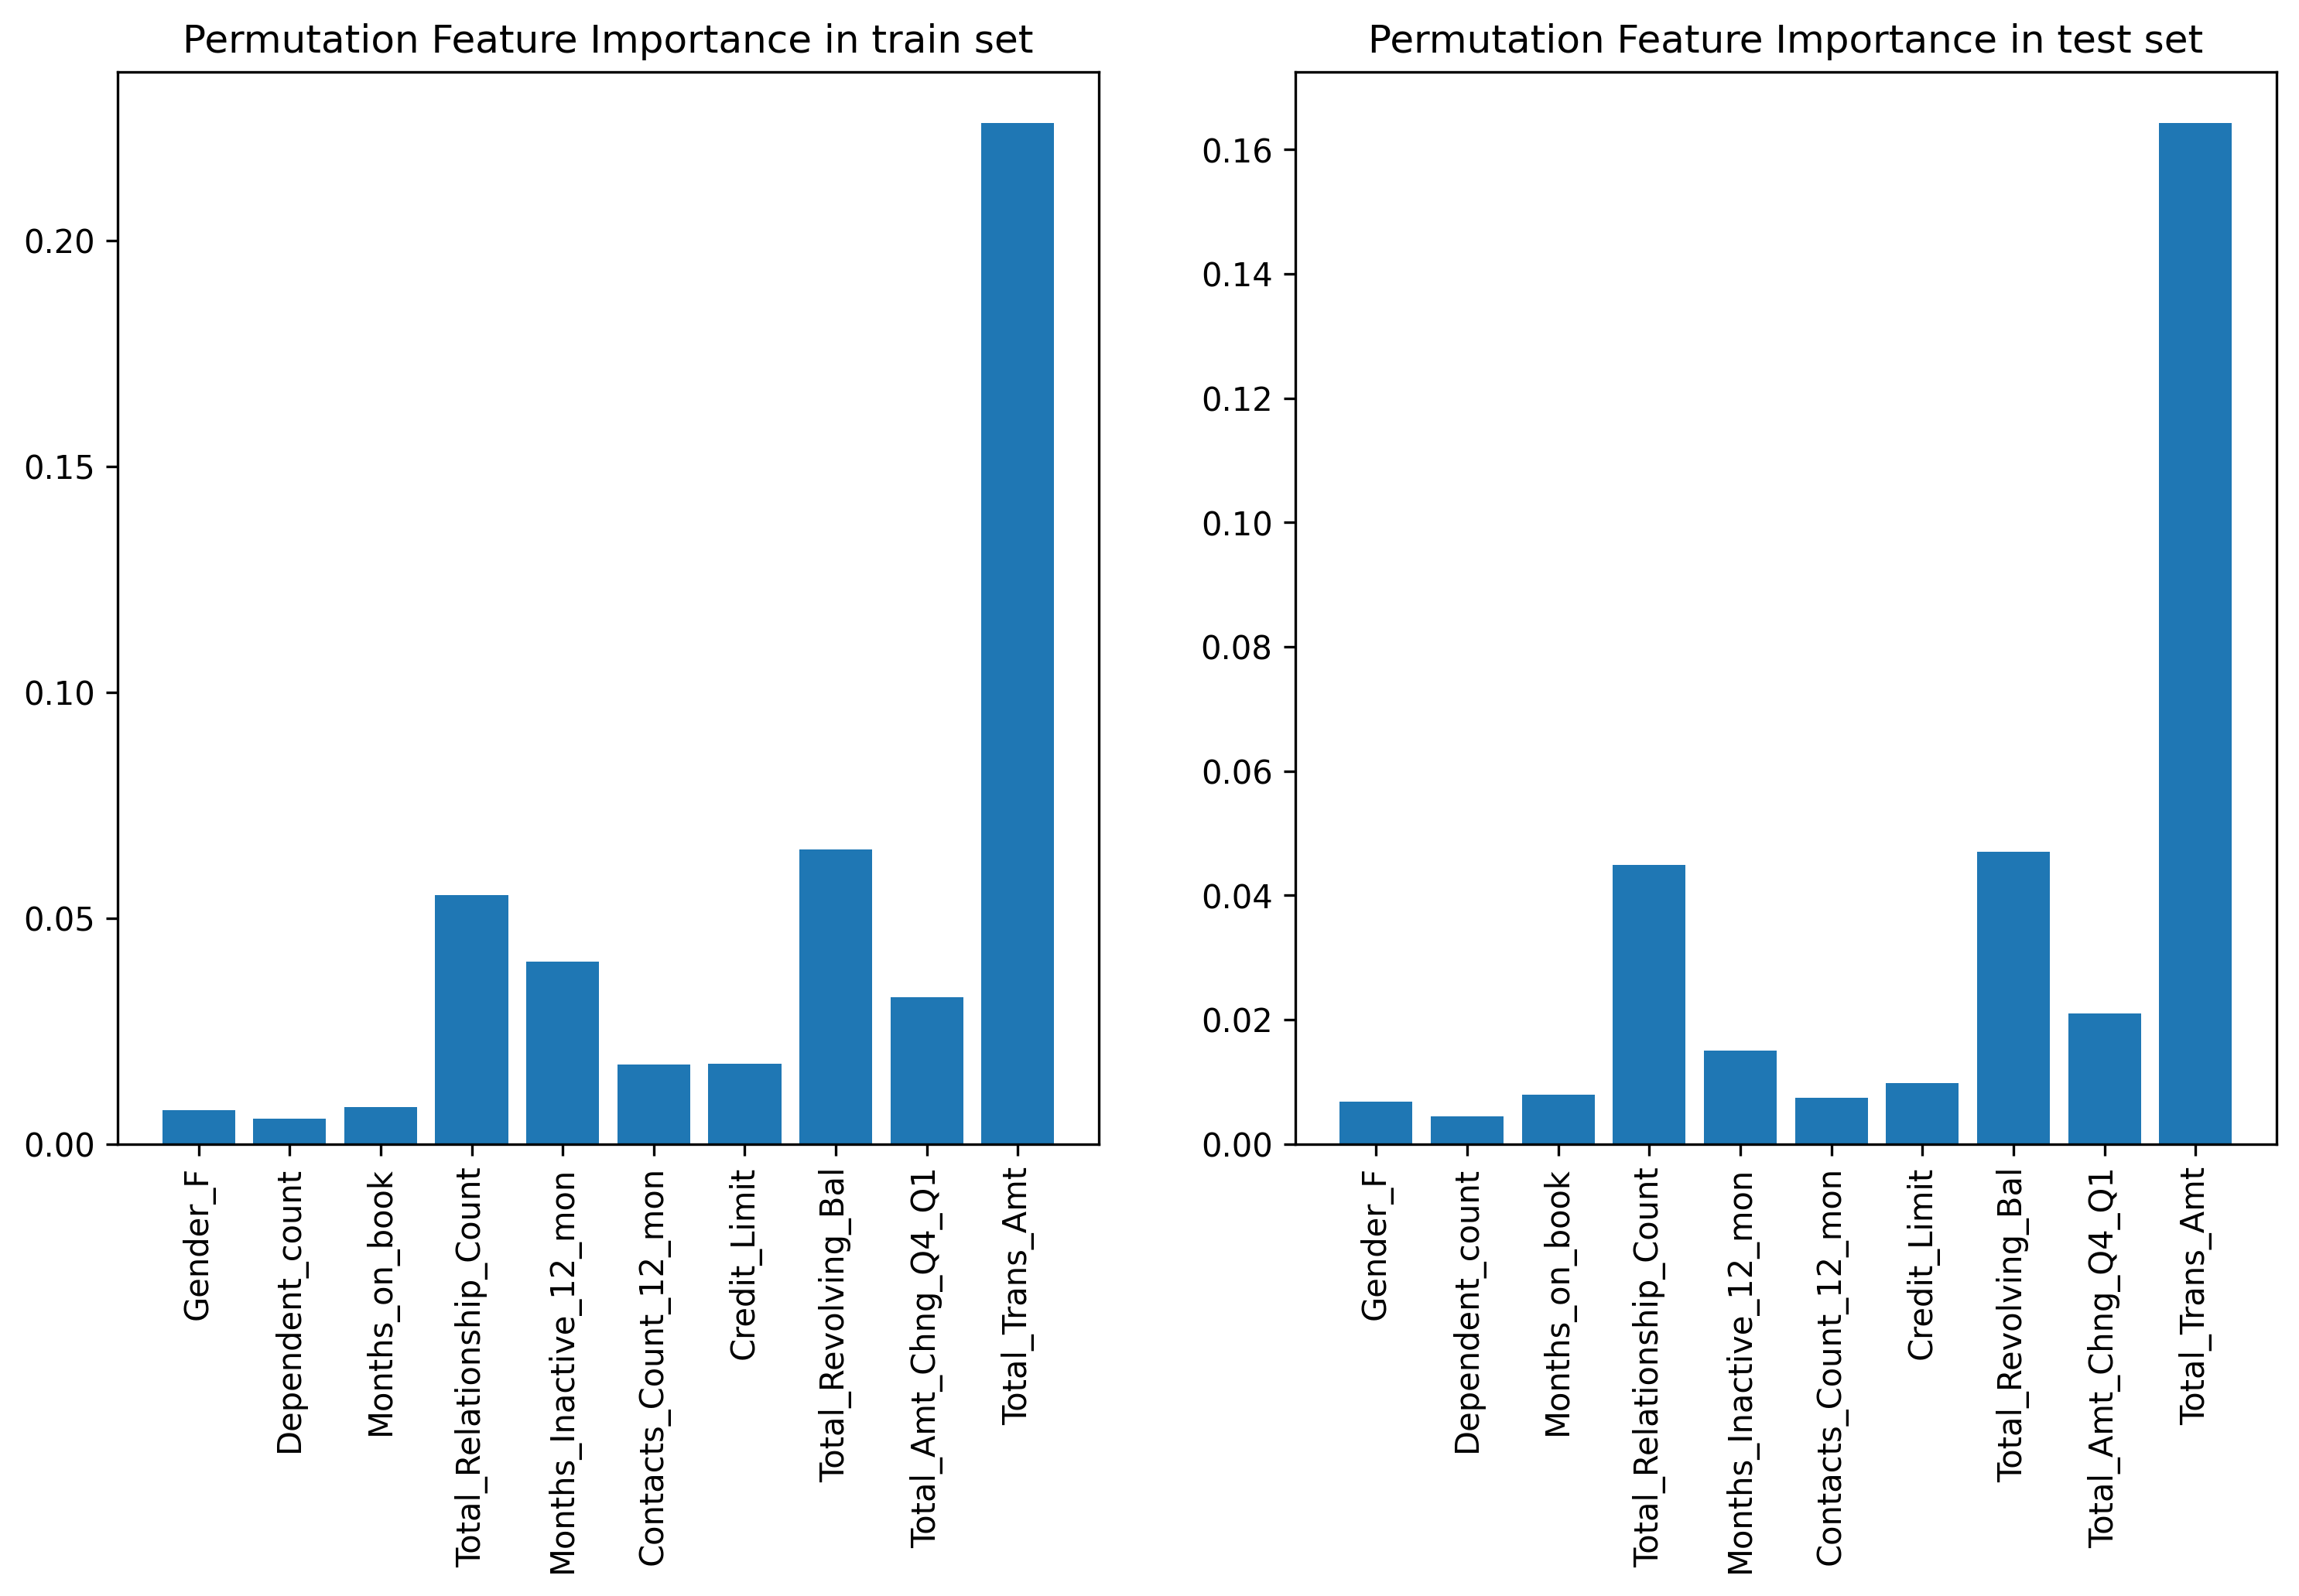 Permutation Feature Importance in train set
0.20
0.15
0.10
0.05
0.00
Gender_F
Dependent_count
Months_on_book
Total_Relationship_Count
Months_Inactive_12_mon
Contacts_Count_12_mon
Credit_Limit
Total_Revolving_Bal
Total_Amt_Chng_Q4_Q1
Total_Trans_Amt
Permutation Feature Importance in test set
0.16
0.14
0.12
0.10
0.08
0.06
0.04
0.02
0.00
Gender_F
Dependent_count
Months_on_book
Total_Relationship_Count
Months_Inactive_12_mon
Contacts_Count_12_mon
Credit_Limit
Total_Revolving_Bal
Total_Amt_Chng_Q4_Q1
Total_Trans_Amt